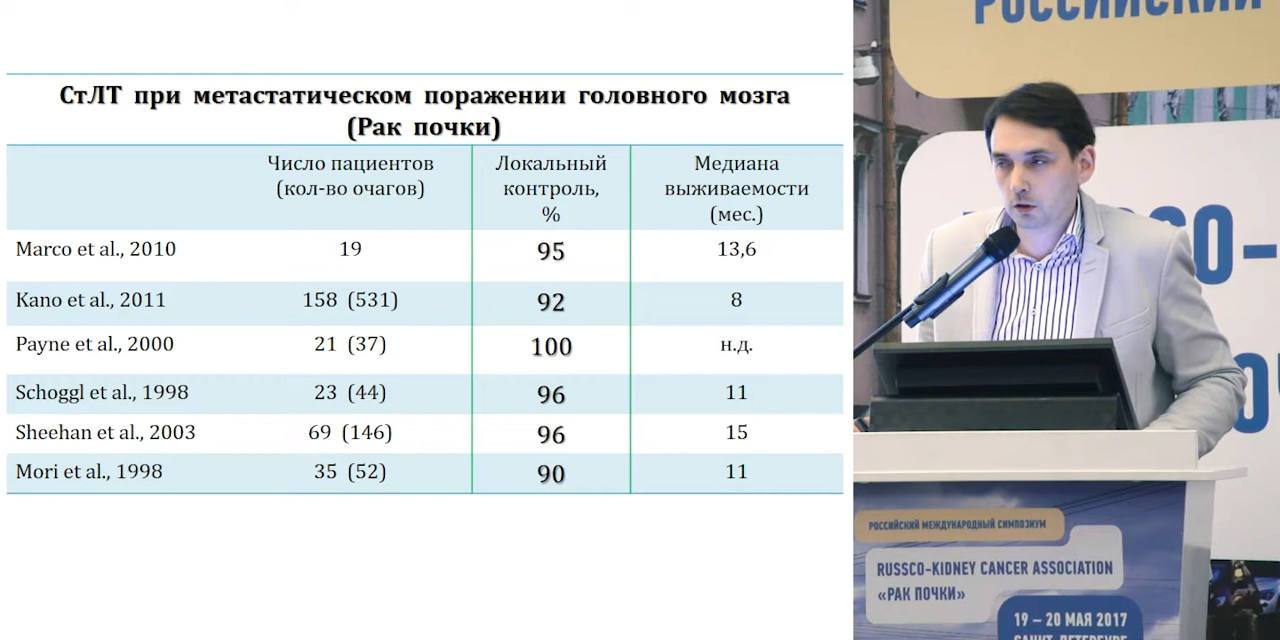 СтЛТ при метастатическом поражении головного мозга
(Рак почки)
Число пациентов
(кол-во очагов)
Локальный
контроль,
%
Медиана
выживаемости
(мес.)
Marco et al., 2010 19 95 13,6
Kano et al., 2011 158 (531) 92 8
Payne et al., 2000 21 (37) 100 н.д.
Schoggl et al., 1998 23 (44) 96 11
Sheehan et al., 2003 69 (146) 96 15
Mori et al., 1998 35 (52) 90 11
РОССИЙСКИЙ
РОССИЙСКИЙ МЕЖДУНАРОДНЫЙ СИМПОЗИУМ
RUSSCO-KIDNEY CANCER ASSOCIATION
«РАК ПОЧКИ»
19 – 20 МАЯ 2017
САНКТ-ПЕТЕРБУРГ